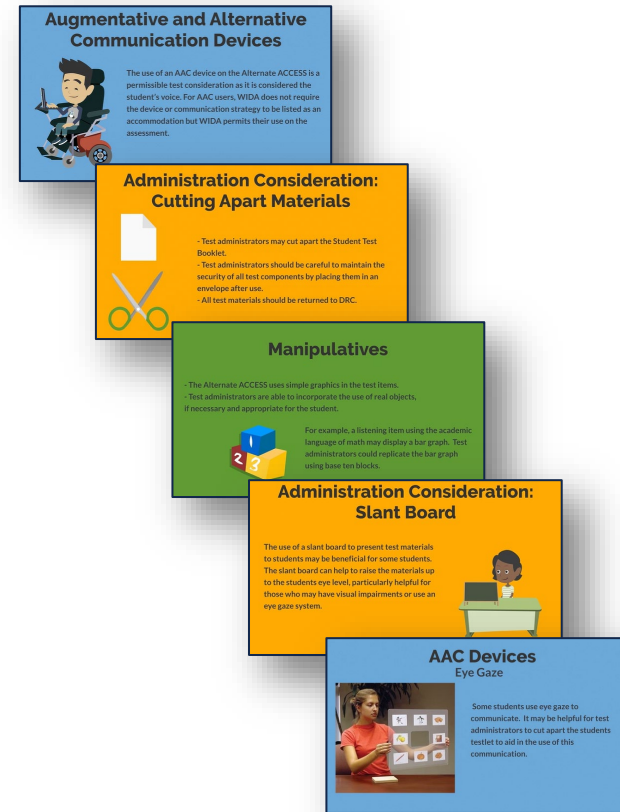 Augmentative and Alternative
Communication Devices
The use of an AAC device on the Alternate ACCESS is a
permissible test consideration as it is considered the
student's voice. For AAC users, WIDA does not require
the device or communication strategy to be listed as an
accommodation but WIDA permits their use on the
assessment.
Administration Consideration:
Cutting Apart Materials
- Test administrators may cut apart the Student Test
Booklet.
- Test administrators should be careful to maintain the
security of all test components by placing them in an
envelope after use.
- All test materials should be returned to DRC.
Manipulatives
- The Alternate ACCESS uses simple graphics in the test items.
- Test administrators are able to incorporate the use of real objects,
if necessary and appropriate for the student.
For example, a listening item using the academic
language of math may display a bar graph. Test
administrators could replicate the bar graph
using base ten blocks.
1
2 3
Administration Consideration:
Slant Board
The use of a slant board to present test materials
to students may be beneficial for some students.
The slant board can help to raise the materials up
to the students eye level, particularly helpful for
those who may have visual impairments or use an
eye gaze system.
AAC Devices
Eye Gaze
Some students use eye gaze to
communicate. It may be helpful for test
administrators to cut apart the students
testlet to aid in the use of this
communication.